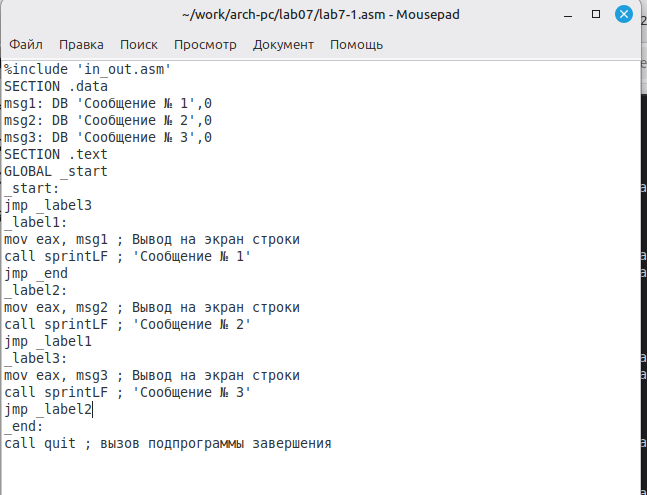 ~/work/arch-pc/lab07/lab7-1.asm - Mousepad
Файл Правка Поиск Просмотр Документ Помощь
%include 'in_out.asm'
SECTION .data
msg1: DB 'Сообщение № 1',0
msg2: DB 'Сообщение № 2',0
msg3: DB 'Сообщение № 3',0
SECTION .text
GLOBAL _start
_start:
jmp _label3
_label1:
mov eax, msg1 ; Вывод на экран строки
call sprintLF ; 'Сообщение № 1'
jmp _end
_label2:
mov eax, msg2 ; Вывод на экран строки
call sprintLF ; 'Сообщение № 2'
jmp _label1
_label3:
mov eax, msg3 ; Вывод на экран строки
call sprintLF ; 'Сообщение № 3'
jmp _label2
_end:
call quit ; вызов подпрограммы завершения